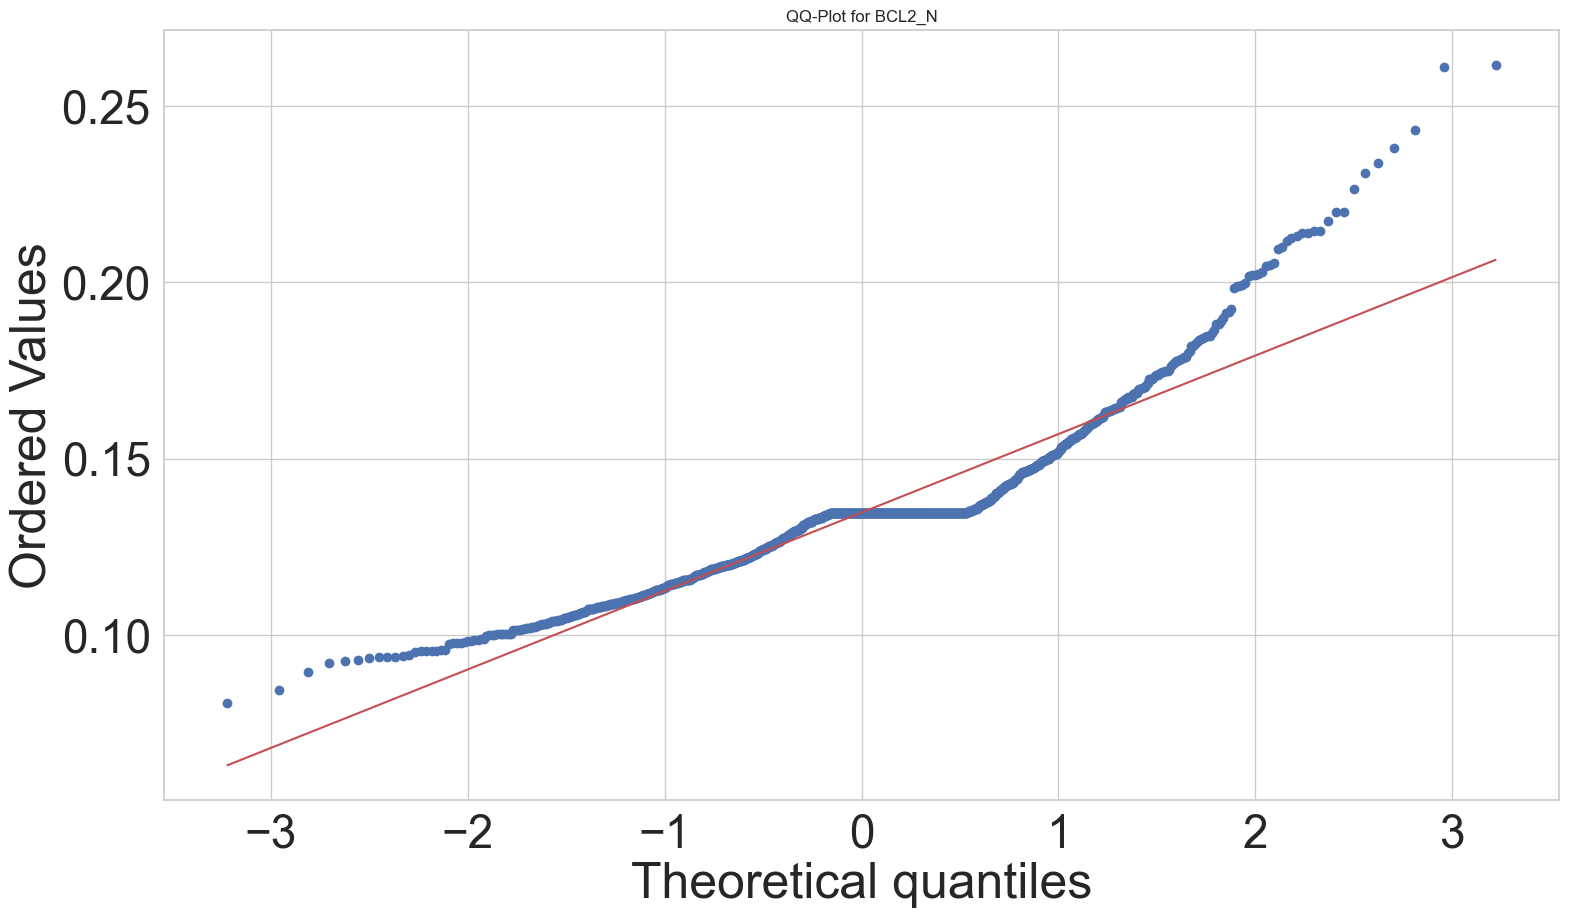 QQ-Plot for BCL2_N
Ordered Values
0.25
0.20
0.15
0.10
−3 −2 −1 0 1 2 3
Theoretical quantiles